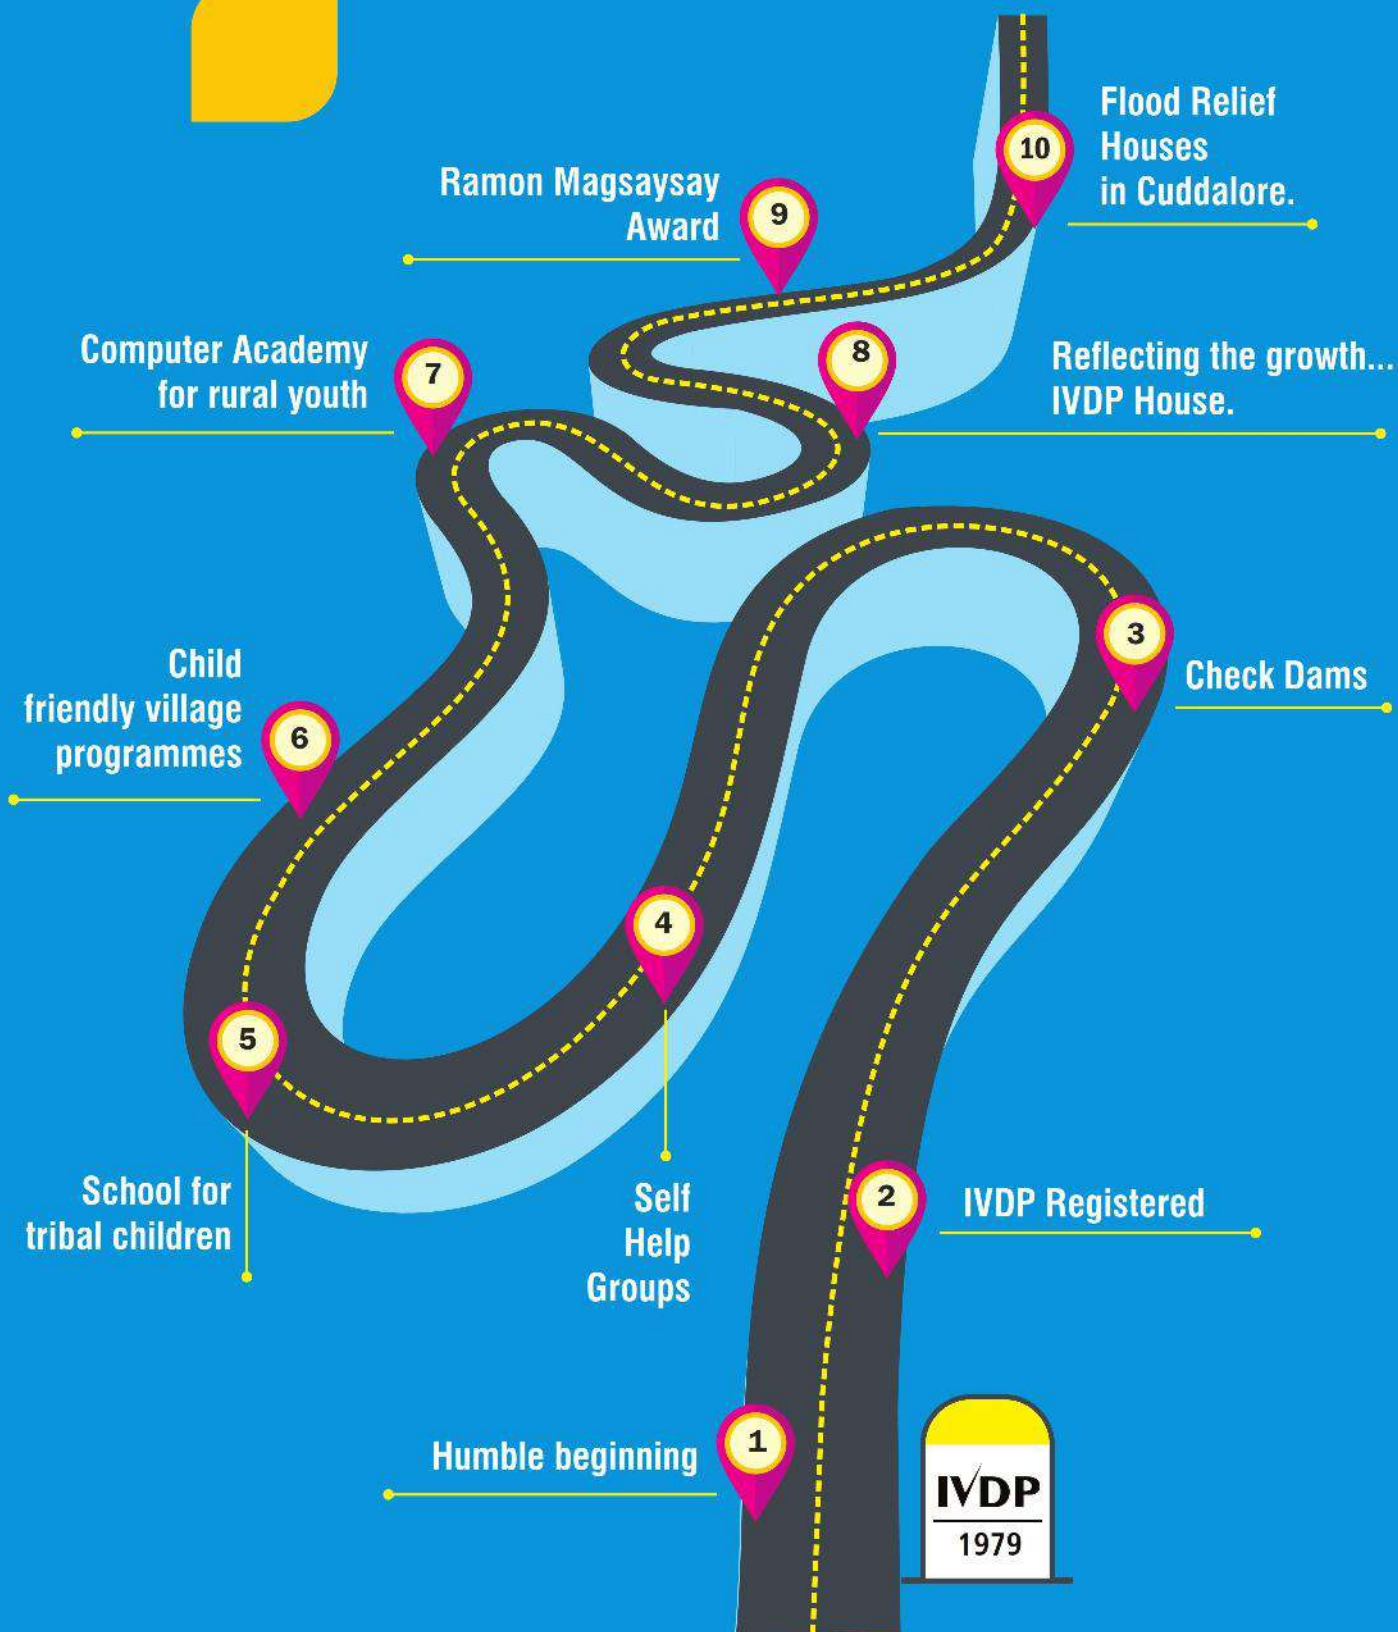 10
Flood Relief
Houses
in Cuddalore.
Ramon Magsaysay
Award
9
8
Reflecting the growth...
IVDP House.
Computer Academy
for rural youth
7
3
Check Dams
Child
friendly village
programmes
6
4
Self
Help
Groups
5
School for
tribal children
2
IVDP Registered
1
Humble beginning
IVDP
1979